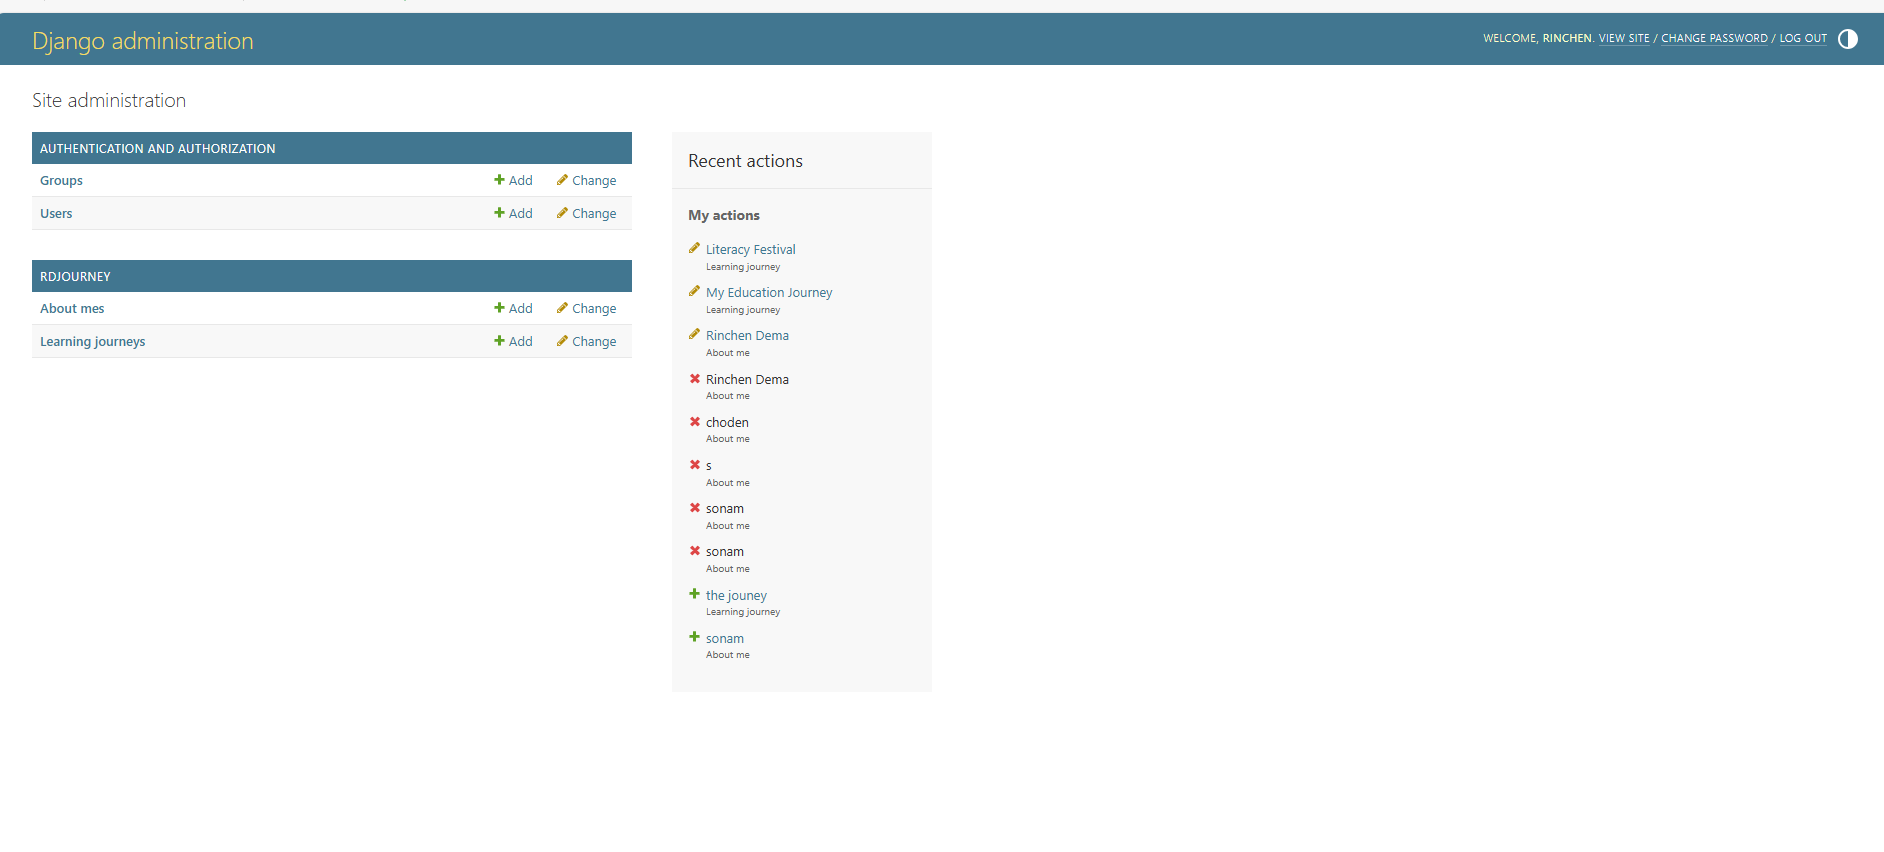 Django administration
WELCOME, RINCHEN. VIEW SITE / CHANGE PASSWORD / LOG OUT
Site administration
AUTHENTICATION AND AUTHORIZATION
Groups Add Change
Users Add Change
RDJOURNEY
About mes Add Change
Learning journeys Add Change
Recent actions
My actions
Literacy Festival
Learning journey
My Education Journey
Learning journey
Rinchen Dema
About me
Rinchen Dema
About me
choden
About me
s
About me
sonam
About me
sonam
About me
the jouney
Learning journey
sonam
About me